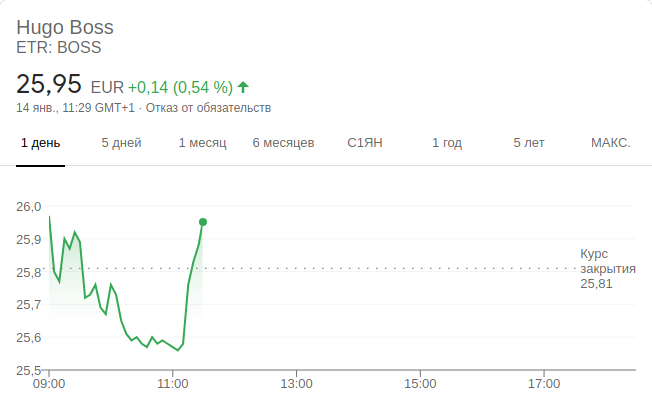 Hugo Boss
ETR: BOSS
25,95 EUR +0,14 (0,54 %)
14 янв., 11:29 GMT+1 · Отказ от обязательств
1 день 5 дней 1 месяц 6 месяцев С1ЯН 1 год 5 лет МАКС.
26,0
25,9
25,8
25,7
25,6
25,5
Курс
закрытия
25,81
09:00 11:00 13:00 15:00 17:00